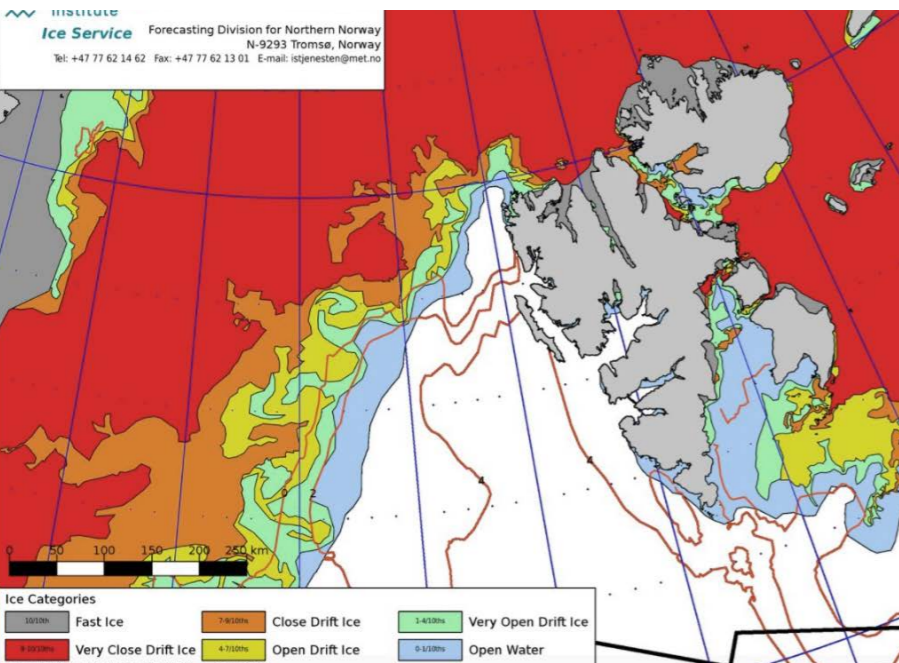 Institute
Ice Service
Forecasting Division for Northern Norway
N-9293 Tromsø, Norway
Tel: +47 77 62 14 62 Fax: +47 77 62 13 01 E-mail: istjenesten@met.no
4
4
0
2
0 50 100 150 200 250 km
Ice Categories
10/10th Fast Ice
7-9/10ths Close Drift Ice
1-4/10ths Very Open Drift Ice
9-10/10ths Very Close Drift Ice
4-7/10ths Open Drift Ice
0-1/10ths Open Water